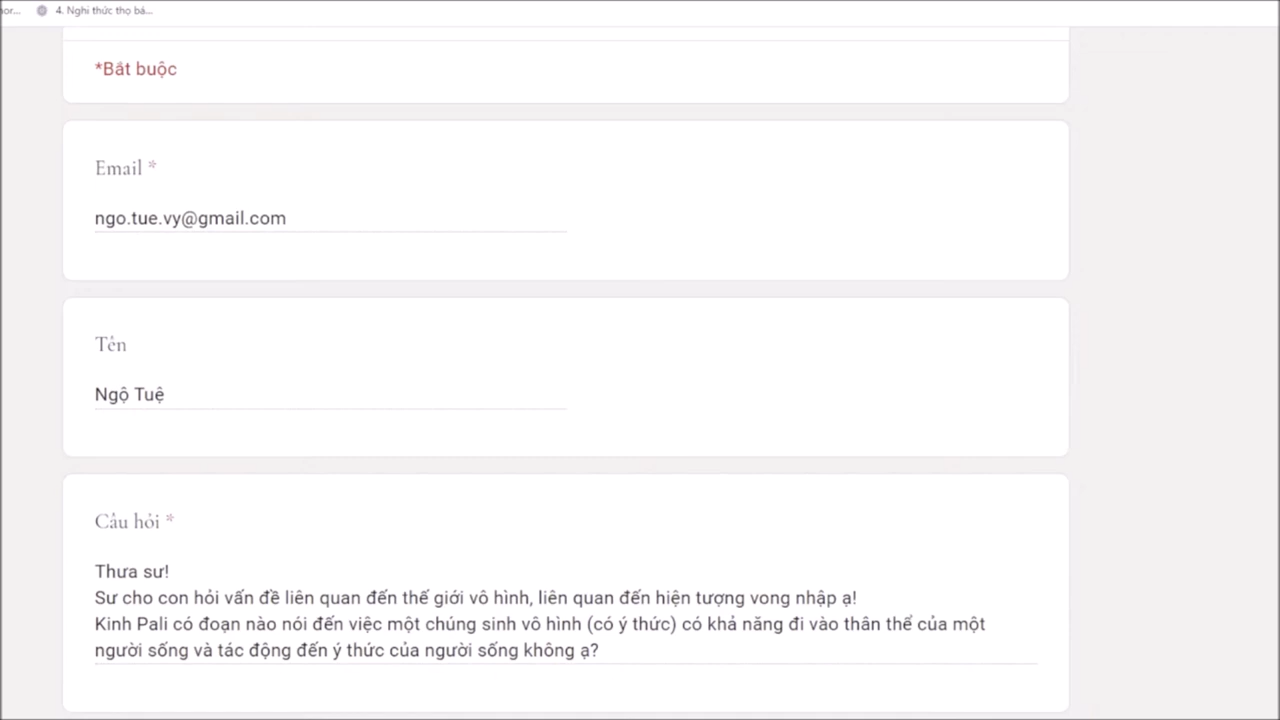 4. Nghi thức thọ bá...
*Bắt buộc
Email *
ngo.tue.vy@gmail.com
Tên
Ngộ Tuệ
Câu hỏi *
Thưa sư!
Sư cho con hỏi vấn đề liên quan đến thế giới vô hình, liên quan đến hiện tượng vong nhập ạ!
Kinh Pali có đoạn nào nói đến việc một chúng sinh vô hình (có ý thức) có khả năng đi vào thân thể của một
người sống và tác động đến ý thức của người sống không ạ?